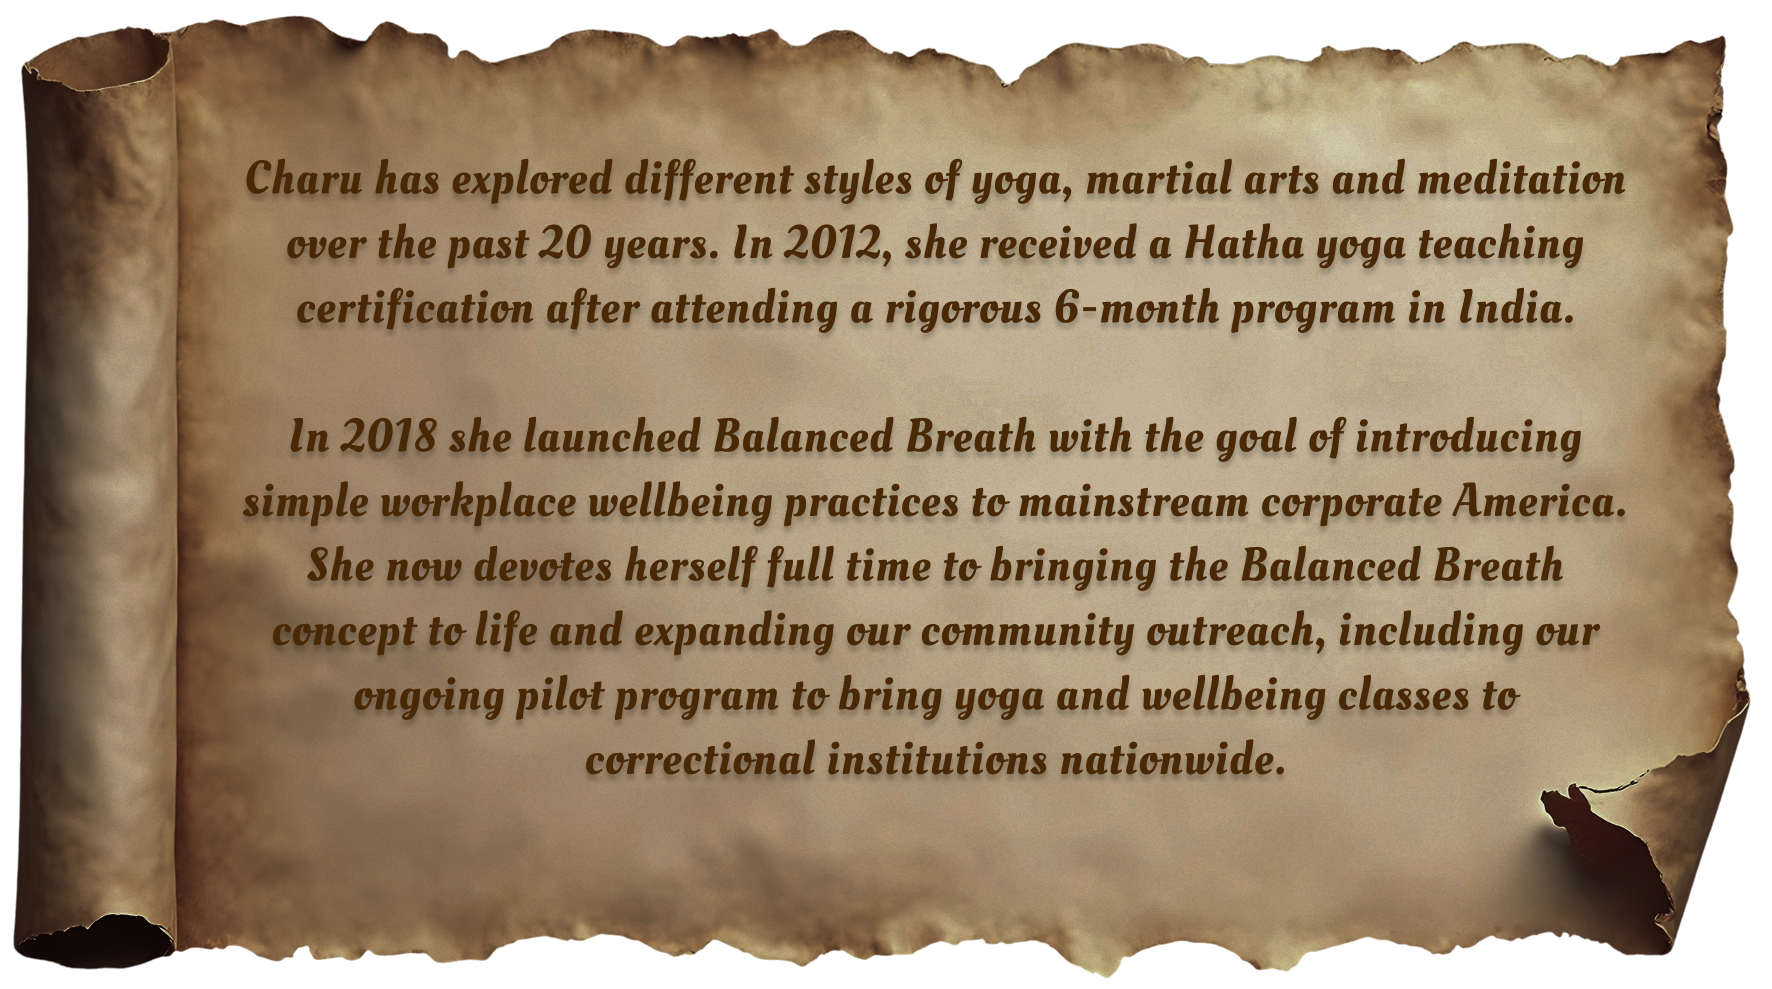 Charu has explored different styles of yoga, martial arts and meditation
over the past 20 years. In 2012, she received a Hatha yoga teaching
certification after attending a rigorous 6-month program in India.
In 2018 she launched Balanced Breath with the goal of introducing
simple workplace wellbeing practices to mainstream corporate America.
She now devotes herself full time to bringing the Balanced Breath
concept to life and expanding our community outreach, including our
ongoing pilot program to bring yoga and wellbeing classes to
correctional institutions nationwide.